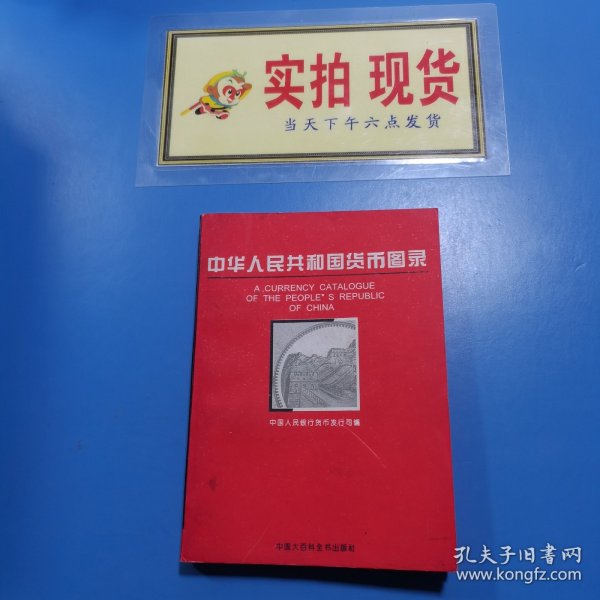 实拍 现货
当天下午六点发货
中华人民共和国货币图录
A CURRENCY CATALOGUE
OF THE PEOPLE" S REPUBLIC
OF CHINA
中国人民银行货币发行司编
中国大百科全书出版社
孔夫子旧书网
www.kongfz.com